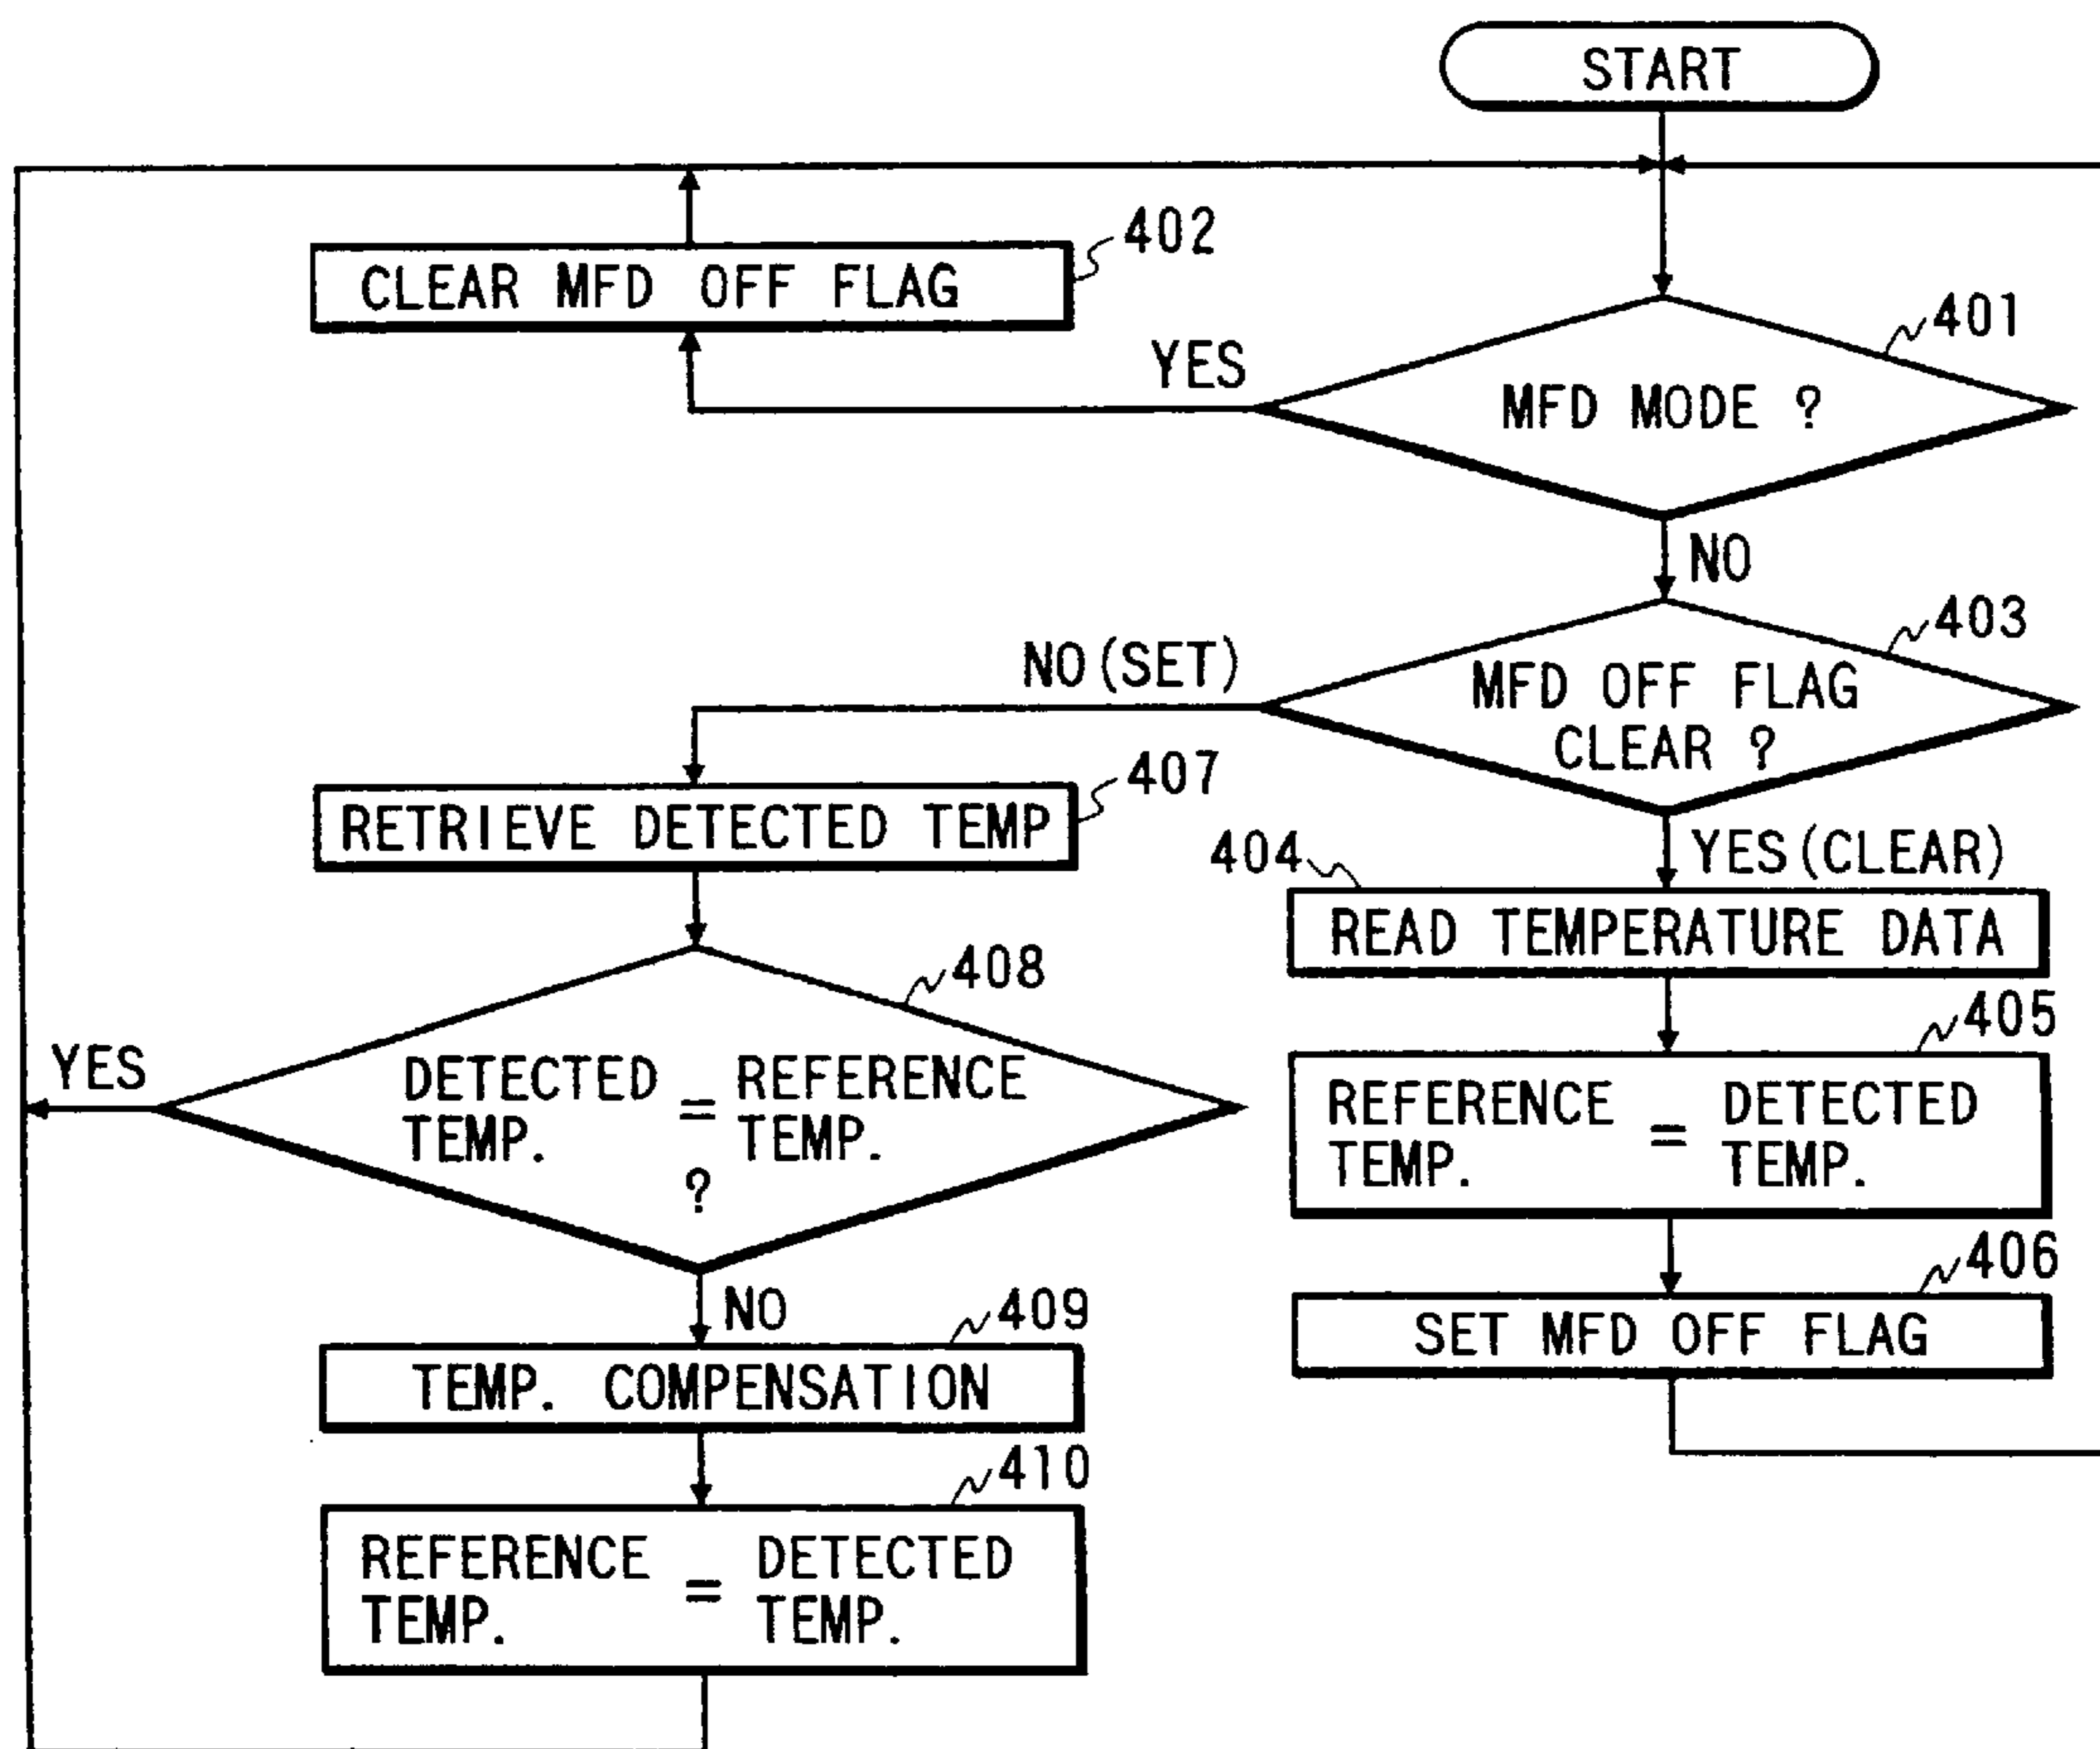 START
402
CLEAR MFD OFF FLAG
401
YES
MFD MODE ?
NO
403
NO(SET)
MFD OFF FLAG
CLEAR ?
407
RETRIEVE DETECTED TEMP
404
YES(CLEAR)
READ TEMPERATURE DATA
408
405
YES
DETECTED TEMP. = REFERENCE TEMP.
?
REFERENCE TEMP. = DETECTED TEMP.
406
NO
SET MFD OFF FLAG
409
TEMP. COMPENSATION
410
REFERENCE TEMP. = DETECTED TEMP.